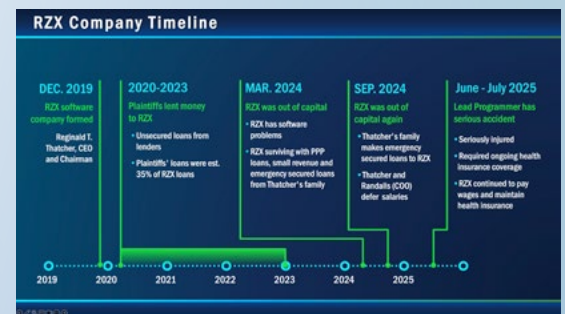 RZX Company Timeline
DEC. 2019
RZX software
company formed
Reginald T.
Thatcher, CEO
and Chairman
2020-2023
Plaintiffs lent money
to RZX
• Unsecured loans from
lenders
• Plaintiffs' loans were est.
35% of RZX loans
MAR. 2024
RZX was out of capital
• RZX has software
problems
• RZX surviving with PPP
loans, small revenue and
emergency secured loans
from Thatcher's family
SEP. 2024
RZX was out of
capital again
• Thatcher's family
makes emergency
secured loans to RZX
• Thatcher and
Randalls (COO)
defer salaries
June - July 2025
Lead Programmer has
serious accident
• Seriously injured
• Required ongoing health
insurance coverage
• RZX continued to pay
wages and maintain
health insurance
2019
2020
2021
2022
2023
2024
2025